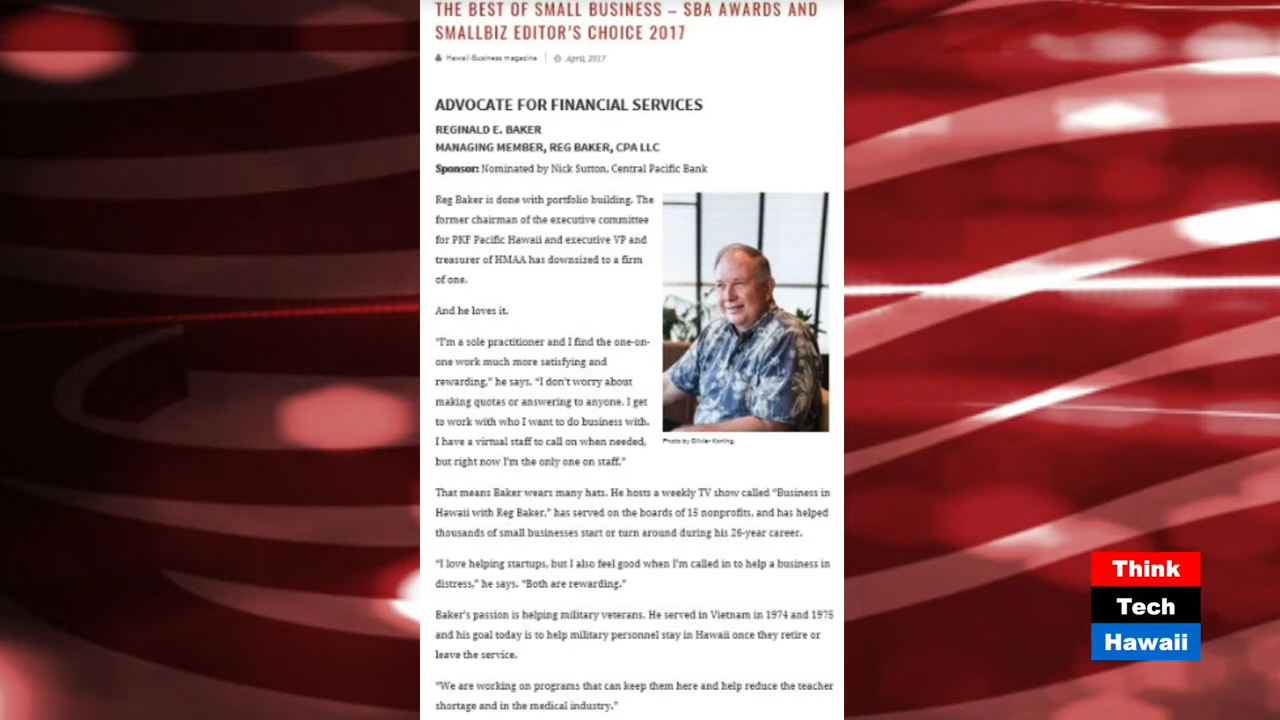 THE BEST OF SMALL BUSINESS – SBA AWARDS AND
SMALLBIZ EDITOR'S CHOICE 2017
Hawaii Business magazine
April, 2017
ADVOCATE FOR FINANCIAL SERVICES
REGINALD E. BAKER
MANAGING MEMBER, REG BAKER, CPA LLC
Sponsor: Nominated by Nick Sutton, Central Pacific Bank
Reg Baker is done with portfolio building. The
former chairman of the executive committee
for PKF Pacific Hawaii and executive VP and
treasurer of HMAA has downsized to a firm
of one.
And he loves it.
"I'm a sole practitioner and I find the one-on-
one work much more satisfying and
rewarding," he says. "I don't worry about
making quotas or answering to anyone. I get
to work with who I want to do business with.
I have a virtual staff to call on when needed,
but right now I'm the only one on staff."
Photo by Olivier Koning.
That means Baker wears many hats. He hosts a weekly TV show called "Business in
Hawaii with Reg Baker," has served on the boards of 15 nonprofits, and has helped
thousands of small businesses start or turn around during his 26-year career.
"I love helping startups, but I also feel good when I'm called in to help a business in
distress," he says. "Both are rewarding."
Baker's passion is helping military veterans. He served in Vietnam in 1974 and 1975
and his goal today is to help military personnel stay in Hawaii once they retire or
leave the service.
"We are working on programs that can keep them here and help reduce the teacher
shortage and in the medical industry."
Think
Tech
Hawaii